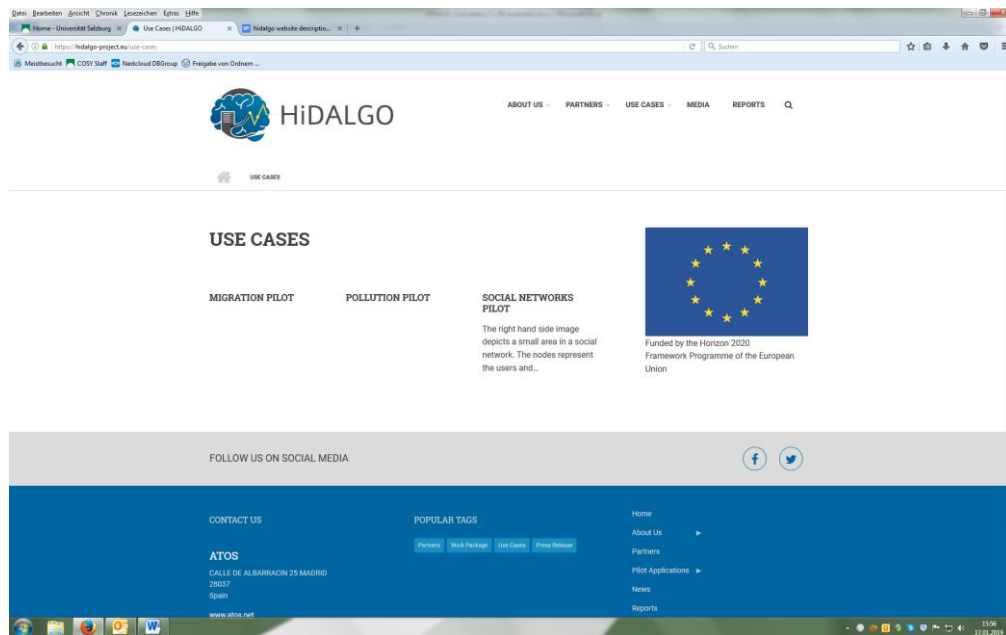 Datei Bearbeiten Ansicht Chronik Lesezeichen Extras Hilfe
Home - Universität Salzburg
Use Cases | HiDALGO
hidalgo website descriptio...
https://hidalgo-project.eu/use-cases
Suchen
Meistbesucht COSY Staff Nextcloud DBGroup Freigabe von Ordnern ...
HiDALGO
ABOUT US PARTNERS USE CASES MEDIA REPORTS
USE CASES
USE CASES
MIGRATION PILOT
POLLUTION PILOT
SOCIAL NETWORKS
PILOT
The right hand side image
depicts a small area in a social
network. The nodes represent
the users and...
Funded by the Horizon 2020
Framework Programme of the European
Union
FOLLOW US ON SOCIAL MEDIA
CONTACT US
ATOS
CALLE DE ALBARRACIN 25 MADRID
28037
Spain
www.atos.net
POPULAR TAGS
Partners Work Package Use Cases Press Release
Home
About Us
Partners
Pilot Applications
News
Reports
15:56
17.01.2019